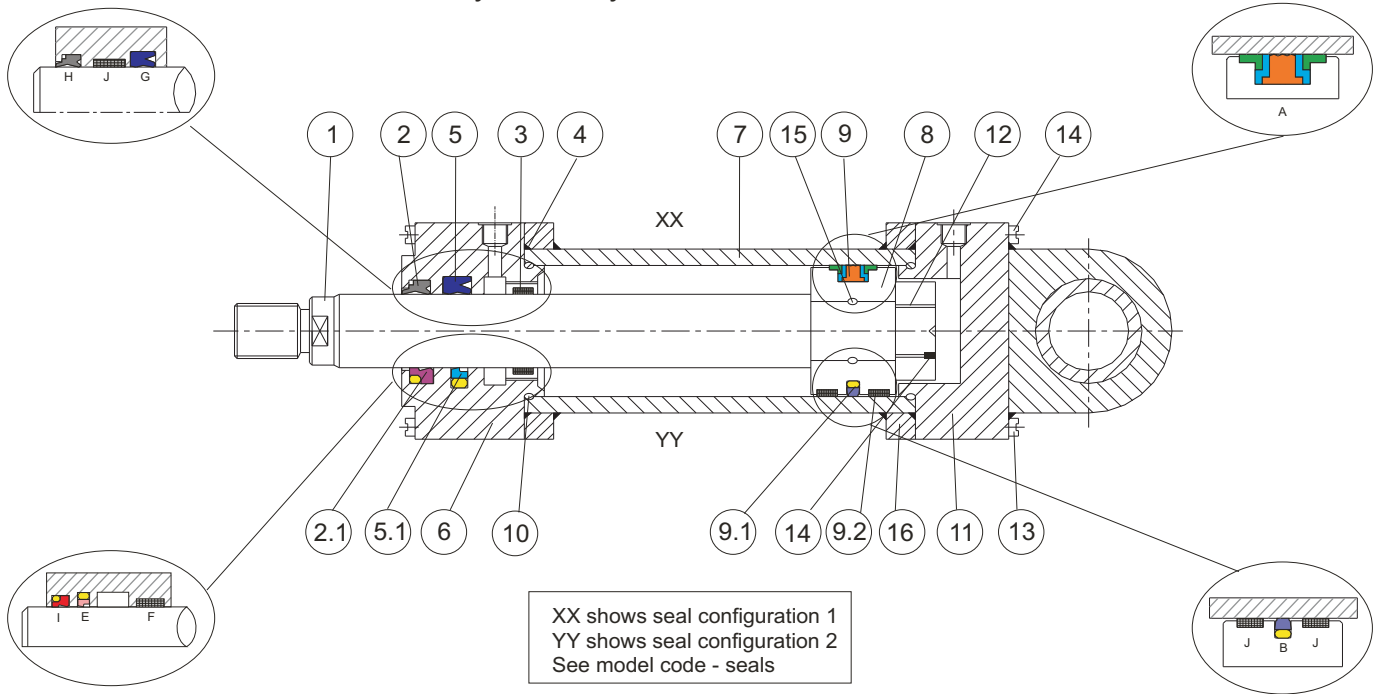 H J G
A
1 2 5 3 4 7 15 9 8 12 14
XX
YY
2.1 5.1 6 10 9.1 14 9.2 16 11 13
I E F
J B J
XX shows seal configuration 1
YY shows seal configuration 2
See model code - seals